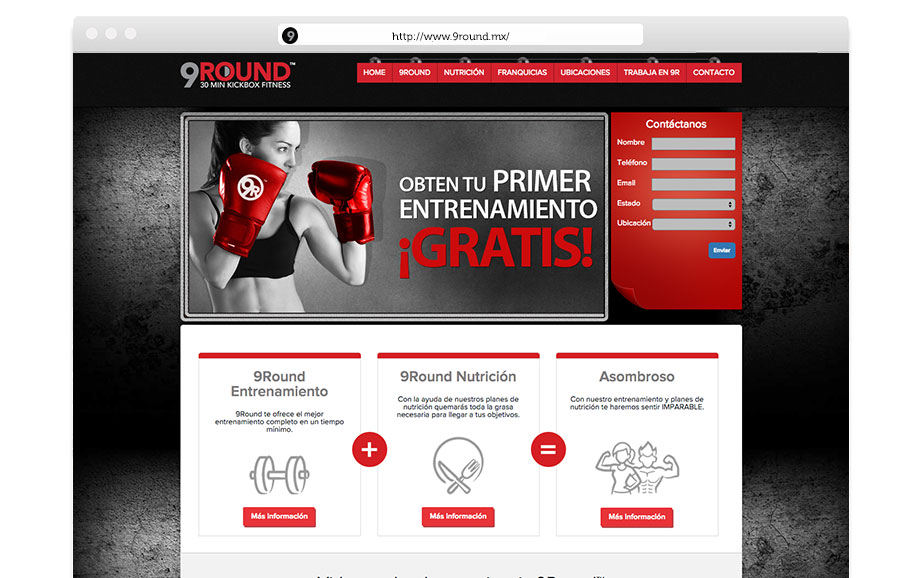 http://www.9round.mx/
9ROUND™
30 MIN KICKBOX FITNESS
HOME 9ROUND NUTRICIÓN FRANQUICIAS UBICACIONES TRABAJA EN 9R CONTACTO
9R
OBTEN TU PRIMER
ENTRENAMIENTO
¡GRATIS!
Contáctanos
Nombre
Teléfono
Email
Estado
Ubicación
Enviar
9Round
Entrenamiento
9Round te ofrece el mejor
entrenamiento completo en un tiempo
mínimo.
Más información
+
9Round Nutrición
Con la ayuda de nuestros planes de
nutrición quemarás toda la grasa
necesaria para llegar a tus objetivos.
Más información
=
Asombroso
Con nuestro entrenamiento y planes de
nutrición te haremos sentir IMPARABLE.
Más información